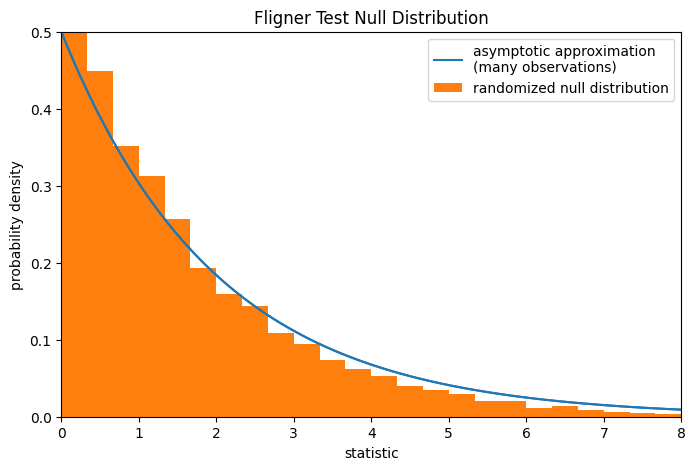 Fligner Test Null Distribution
asymptotic approximation
(many observations)
randomized null distribution
probability density
0.5
0.4
0.3
0.2
0.1
0.0
0 1 2 3 4 5 6 7 8
statistic